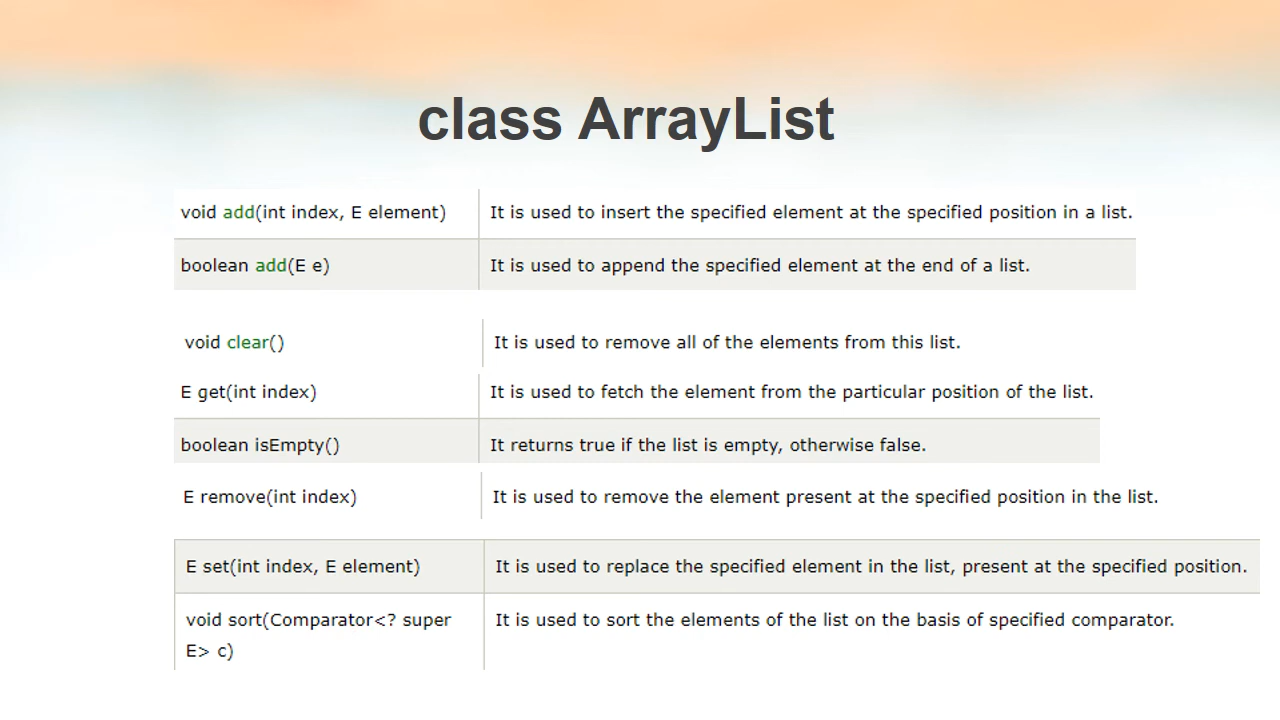 class ArrayList
void add(int index, E element) It is used to insert the specified element at the specified position in a list.
boolean add(E e) It is used to append the specified element at the end of a list.
void clear() It is used to remove all of the elements from this list.
E get(int index) It is used to fetch the element from the particular position of the list.
boolean isEmpty() It returns true if the list is empty, otherwise false.
E remove(int index) It is used to remove the element present at the specified position in the list.
E set(int index, E element) It is used to replace the specified element in the list, present at the specified position.
void sort(Comparator<? super It is used to sort the elements of the list on the basis of specified comparator.
E> c)